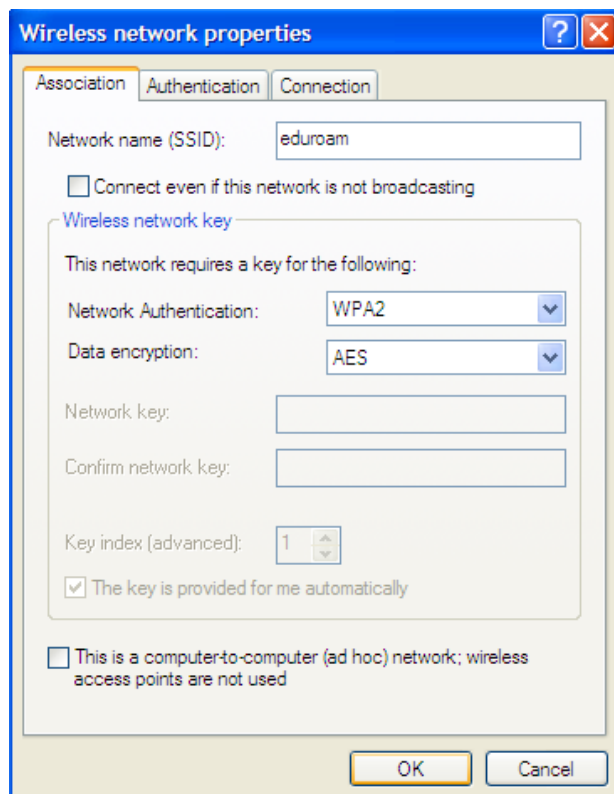 Wireless network properties
Association Authentication Connection
Network name (SSID): eduroam
Connect even if this network is not broadcasting
Wireless network key
This network requires a key for the following:
Network Authentication: WPA2
Data encryption: AES
Network key:
Confirm network key:
Key index (advanced): 1
The key is provided for me automatically
This is a computer-to-computer (ad hoc) network; wireless
access points are not used
OK Cancel